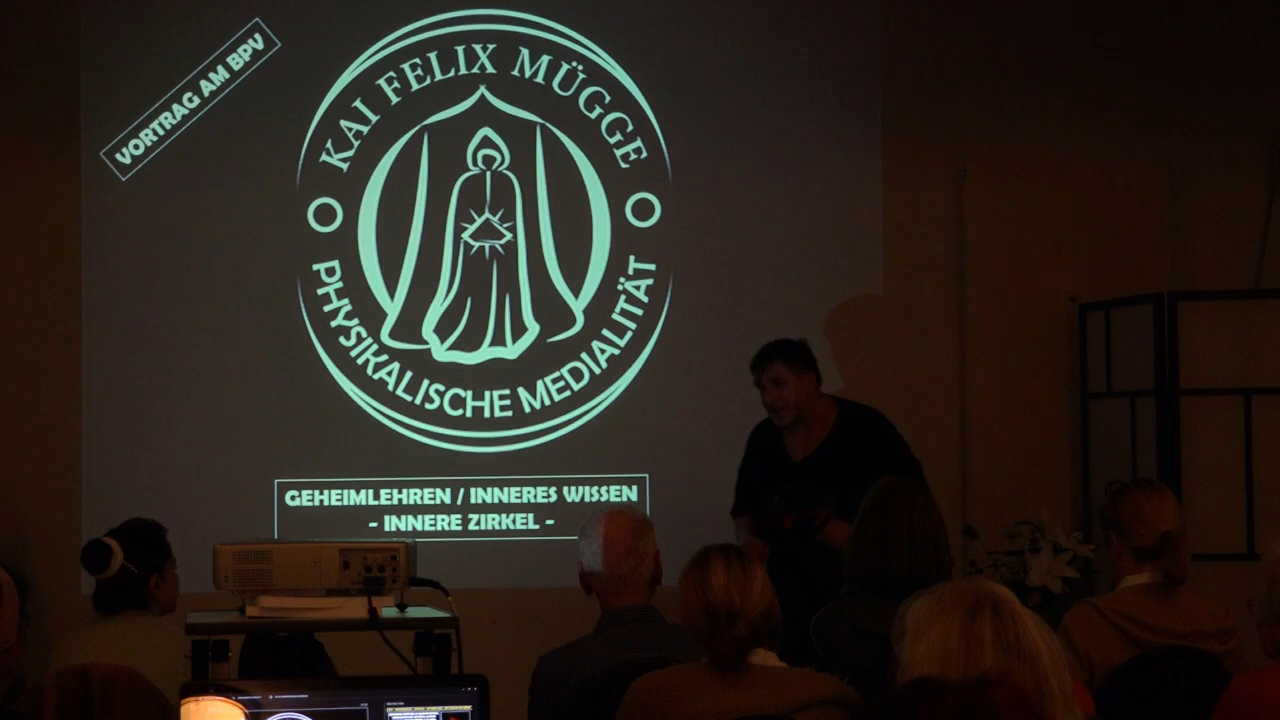 VORTRAG AM BPV
KAI FELIX MÜGGE
PHYSIKALISCHE MEDIALITÄT
GEHEIMLEHREN / INNERES WISSEN
- INNERE ZIRKEL -